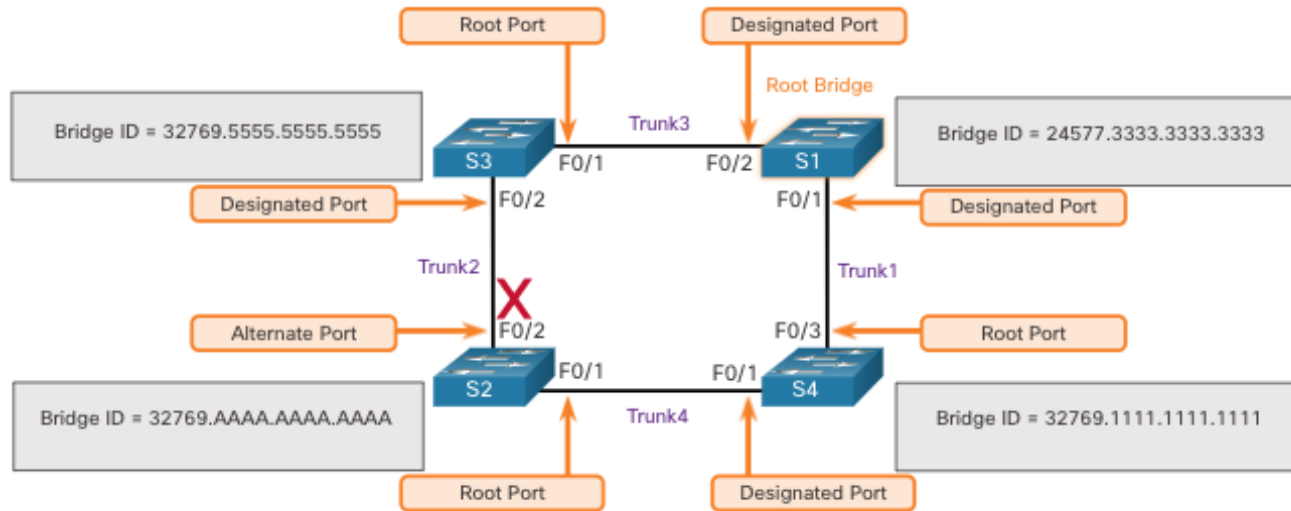 Root Port
Designated Port
Root Bridge
Bridge ID = 32769.5555.5555.5555
Trunk3
Bridge ID = 24577.3333.3333.3333
S3
F0/1
F0/2
S1
Designated Port
F0/2
F0/1
Designated Port
Trunk2
Trunk1
X
Alternate Port
F0/2
F0/3
Root Port
F0/1
F0/1
S2
S4
Bridge ID = 32769.AAAA.AAAA.AAAA
Trunk4
Bridge ID = 32769.1111.1111.1111
Root Port
Designated Port